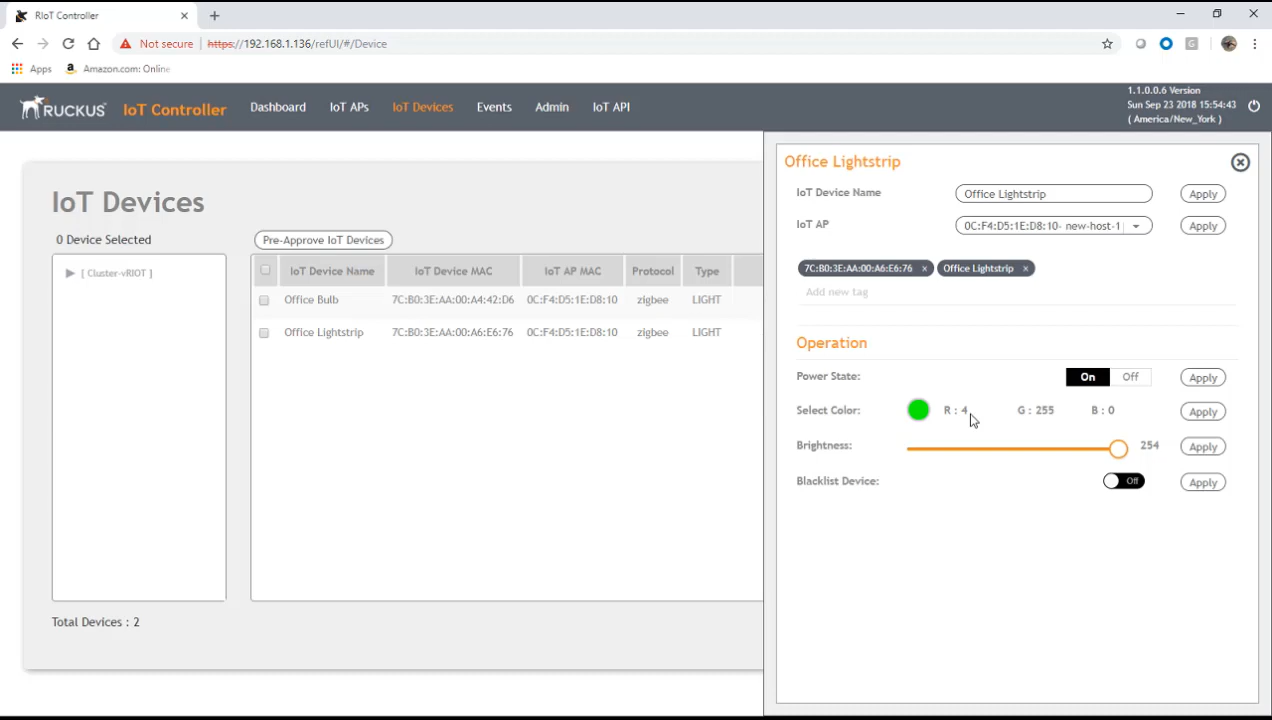 RIoT Controller
Not secure | https://192.168.1.136/refUI/#/Device
Apps Amazon.com: Online
RUCKUS IoT Controller Dashboard IoT APs IoT Devices Events Admin IoT API
1.1.0.0.6 Version
Sun Sep 23 2018 15:54:43
( America/New_York )
IoT Devices
0 Device Selected
Pre-Approve IoT Devices
[ Cluster-vRIOT ]
IoT Device Name IoT Device MAC IoT AP MAC Protocol Type
Office Bulb 7C:B0:3E:AA:00:A4:42:D6 0C:F4:D5:1E:D8:10 zigbee LIGHT
Office Lightstrip 7C:B0:3E:AA:00:A6:E6:76 0C:F4:D5:1E:D8:10 zigbee LIGHT
Total Devices : 2
Office Lightstrip
IoT Device Name Office Lightstrip Apply
IoT AP 0C:F4:D5:1E:D8:10- new-host-1 Apply
7C:B0:3E:AA:00:A6:E6:76 × Office Lightstrip ×
Add new tag
Operation
Power State: On Off Apply
Select Color: R : 4 G : 255 B : 0 Apply
Brightness: 254 Apply
Blacklist Device: Off Apply